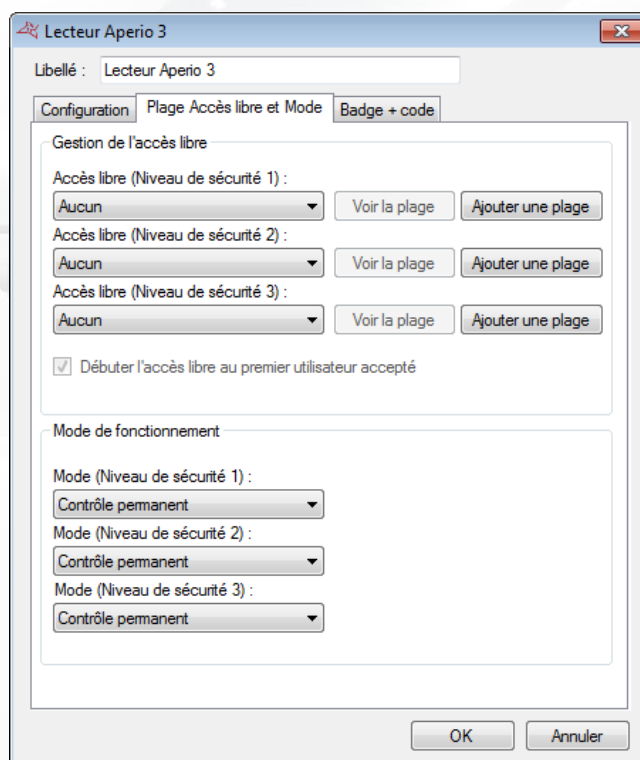 Lecteur Aperio 3
Libellé : Lecteur Aperio 3
Configuration Plage Accès libre et Mode Badge + code
Gestion de l'accès libre
Accès libre (Niveau de sécurité 1) :
Aucun Voir la plage Ajouter une plage
Accès libre (Niveau de sécurité 2) :
Aucun Voir la plage Ajouter une plage
Accès libre (Niveau de sécurité 3) :
Aucun Voir la plage Ajouter une plage
Débuter l'accès libre au premier utilisateur accepté
Mode de fonctionnement
Mode (Niveau de sécurité 1) :
Contrôle permanent
Mode (Niveau de sécurité 2) :
Contrôle permanent
Mode (Niveau de sécurité 3) :
Contrôle permanent
OK Annuler